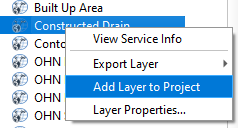 Built Up Area
Constructed Drain
Conto
View Service Info
OHN
Export Layer
OHN
Add Layer to Project
OHN
Layer Properties...
OHN